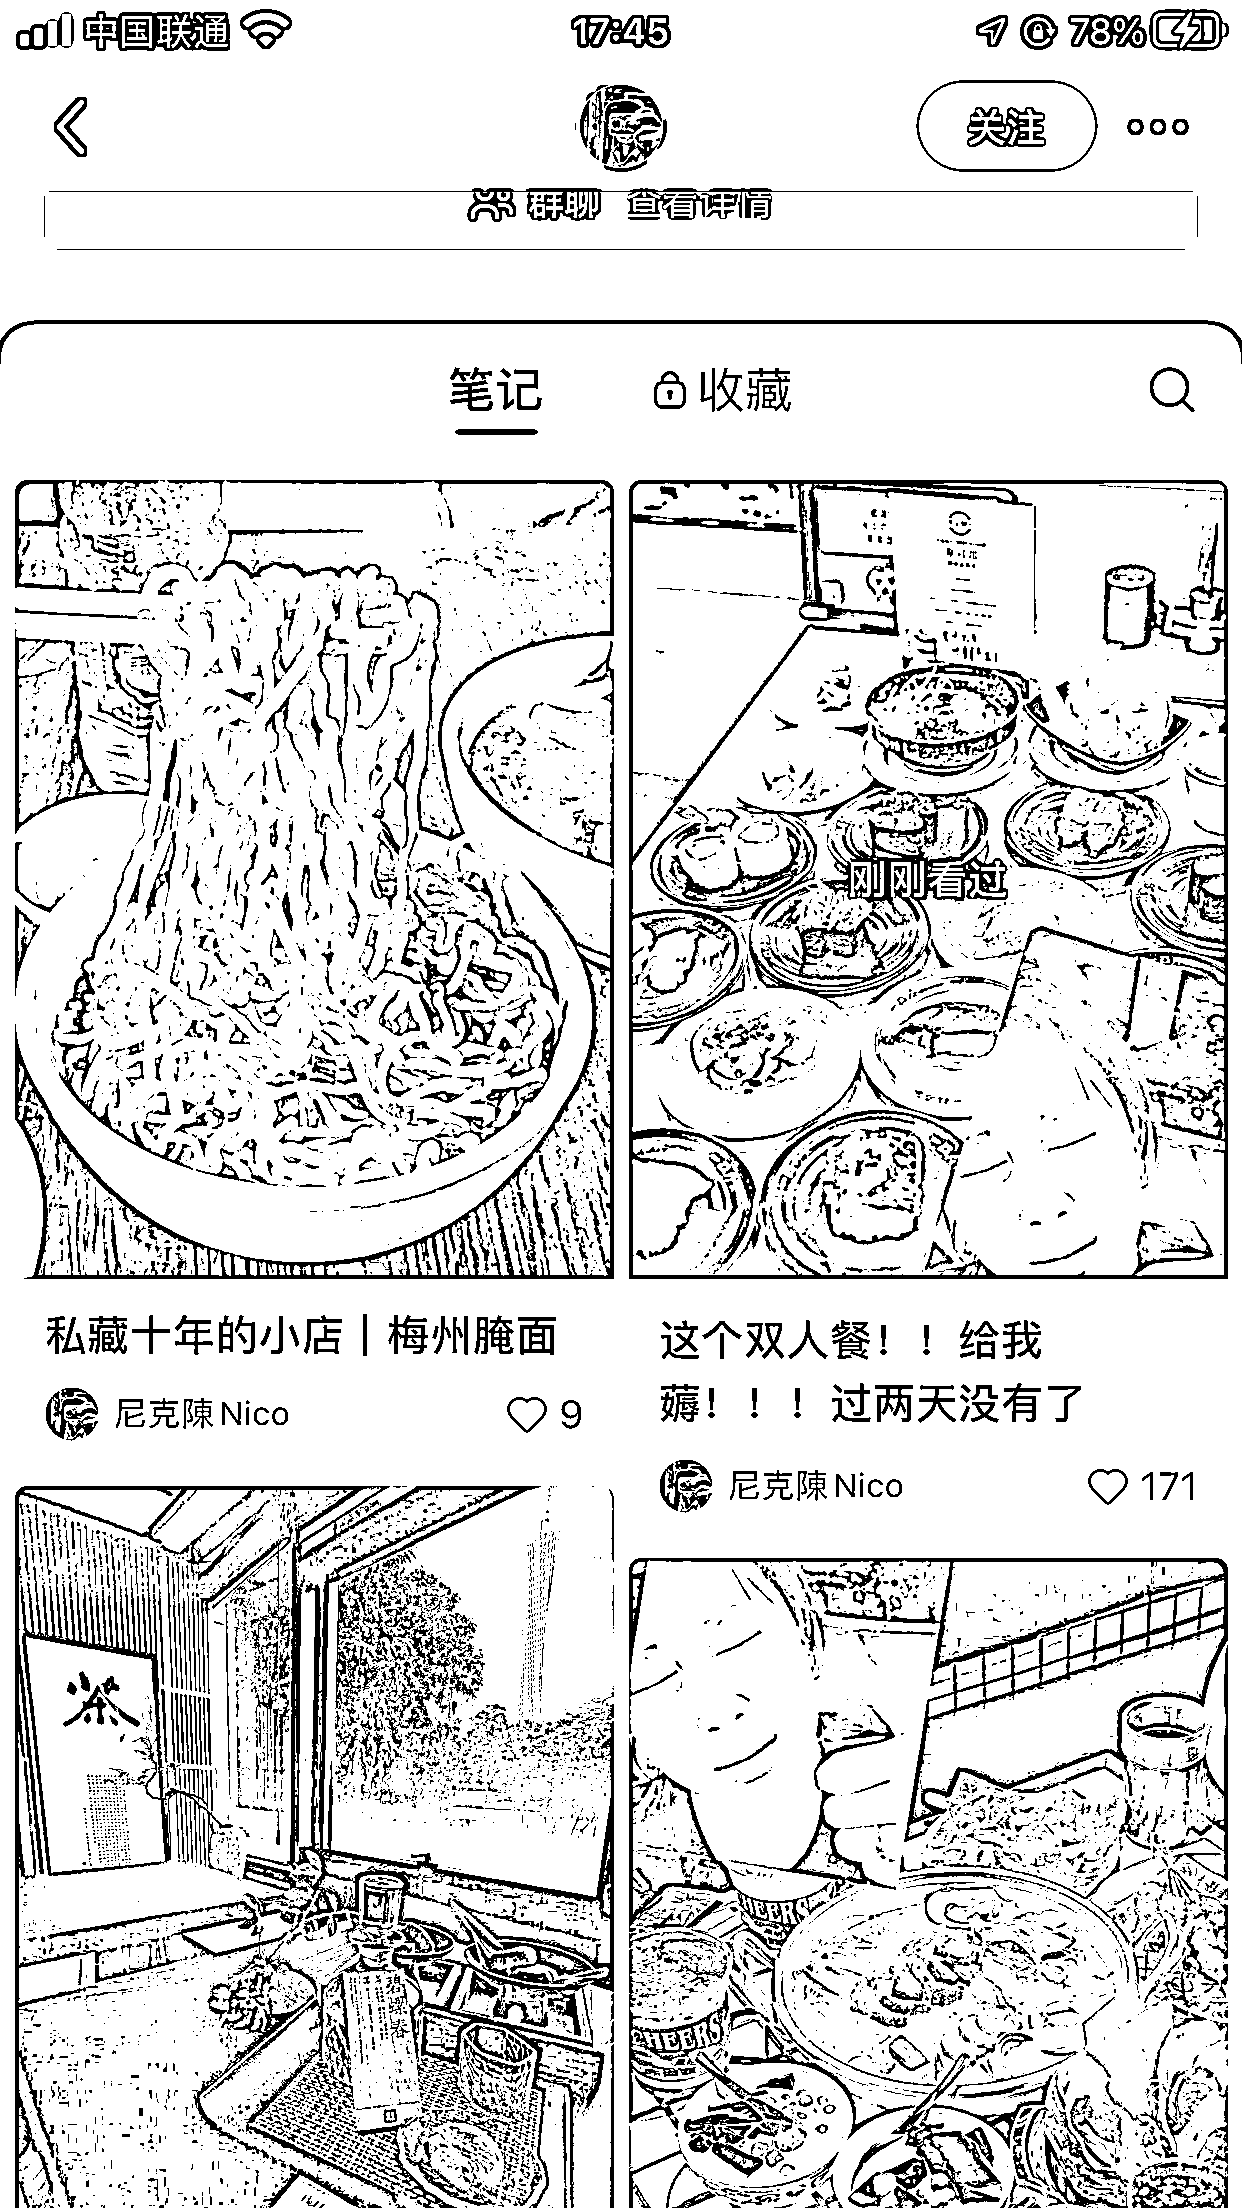 中国联通
17:45
78%
关注
群聊 查看详情
笔记
收藏
刚刚看过
私藏十年的小店｜梅州腌面
尼克陳Nico
9
这个双人餐！！给我
薅！！！过两天没有了
尼克陳Nico
171
茶
CHEERS
CHEERS